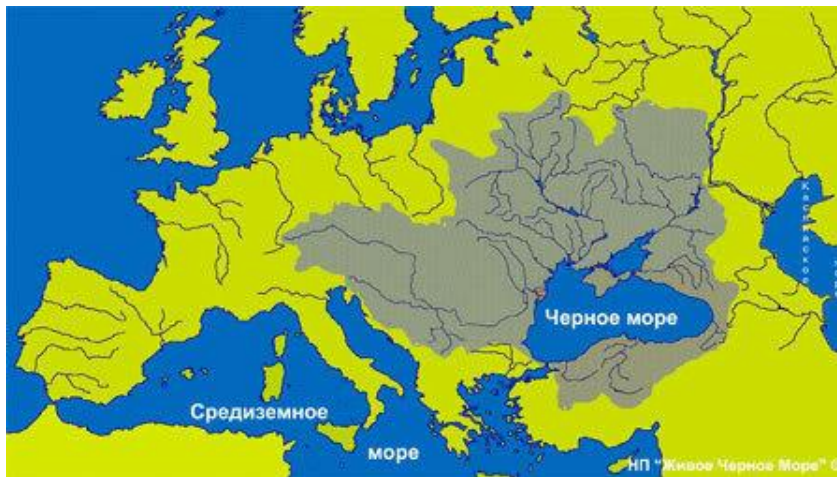 Каспийское
Черное море
Средиземное
море
НП "Живое Черное Море" ©